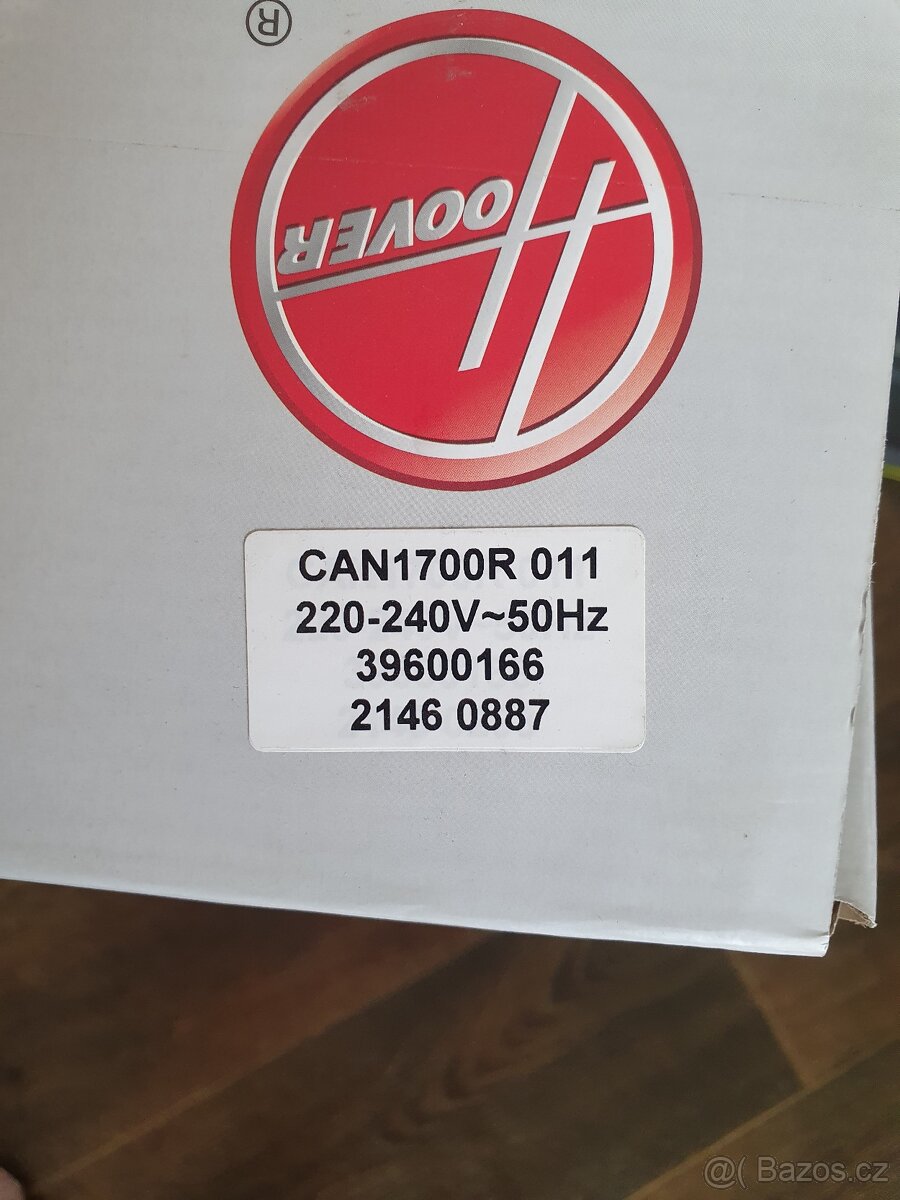 ®
HOOVER
CAN1700R 011
220-240V~50Hz
39600166
2146 0887
@( Bazos.cz